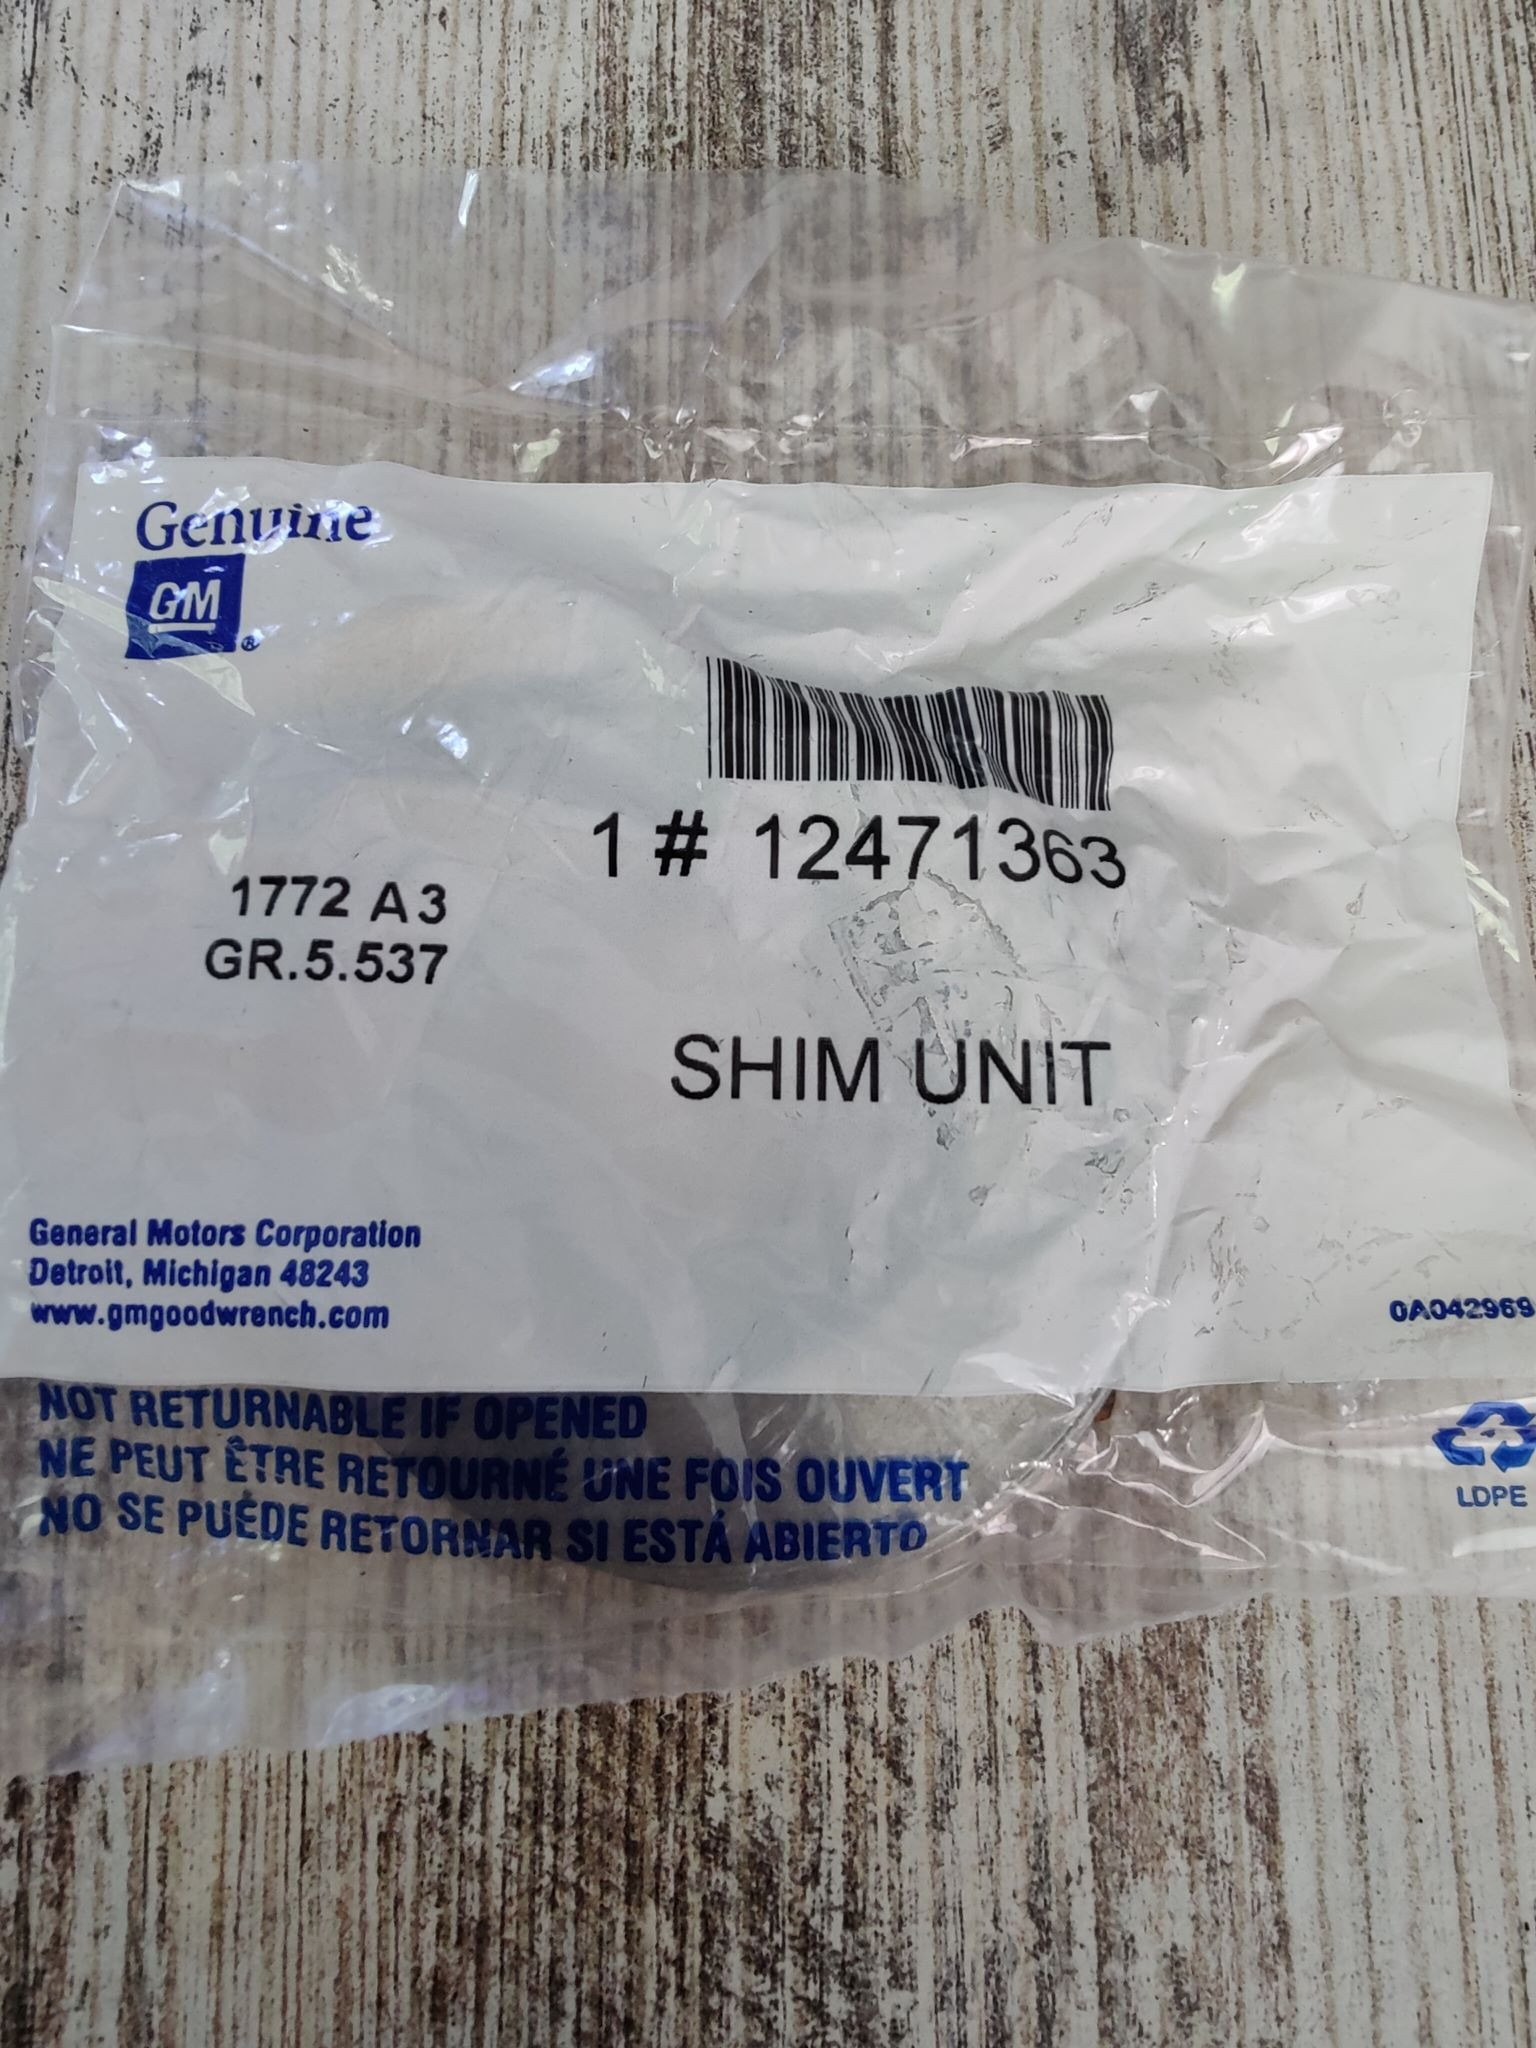 Genuine
GM
®
1 # 12471363
1772 A 3
GR.5.537
SHIM UNIT
General Motors Corporation
Detroit, Michigan 48243
www.gmgoodwrench.com
0A042969
NOT RETURNABLE IF OPENED
NE PEUT ÊTRE RETOURNÉ UNE FOIS OUVERT
NO SE PUÉDE RETORNAR SI ESTÁ ABIERTO
LDPE